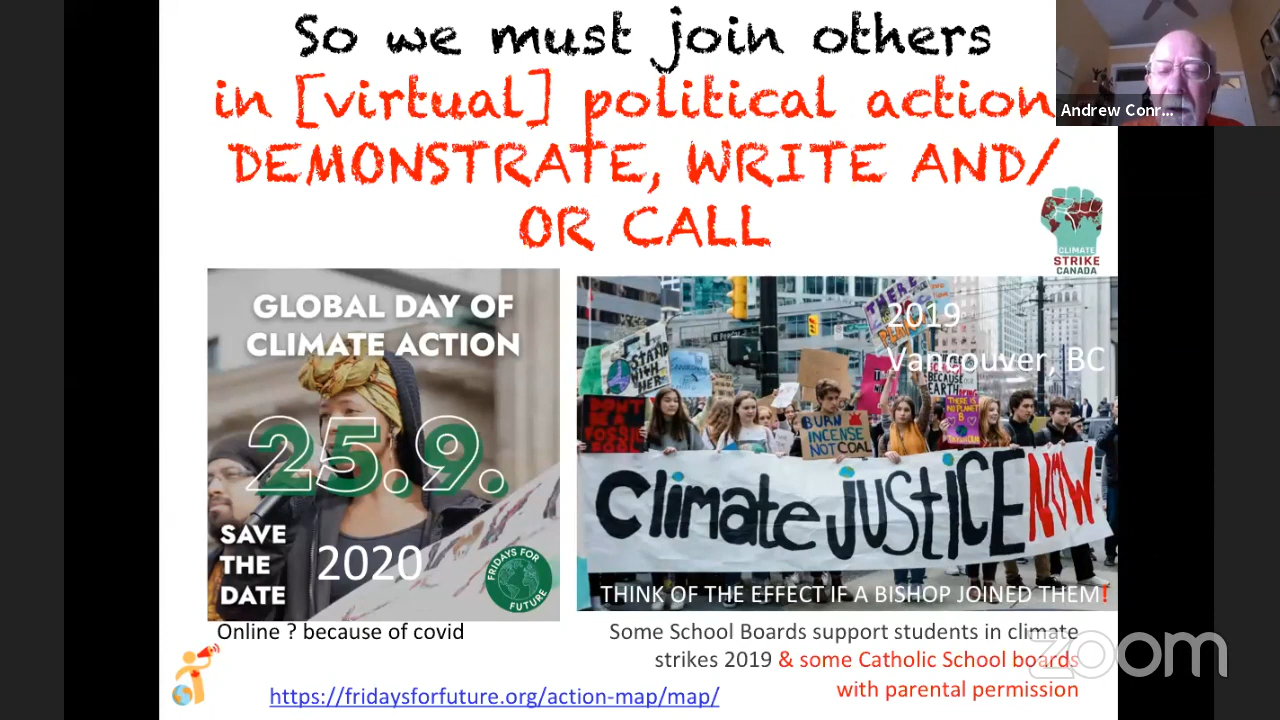 So we must join others
in [virtual] political action
DEMONSTRATE, WRITE AND/
OR CALL
Andrew Conr...
CLIMATE
STRIKE
CANADA
GLOBAL DAY OF
CLIMATE ACTION
25.9.
SAVE
THE
DATE
2020
FRIDAYS FOR
FUTURE
2019
Vancouver, BC
I STAND
WITH
HER
BURN
INCENSE
NOT COAL
BECAUSE
EARTH
THERE IS
NO PLANET
B
climate JUSTICE NOW
THINK OF THE EFFECT IF A BISHOP JOINED THEM!
Online ? because of covid
Some School Boards support students in climate
strikes 2019 & some Catholic School boards
with parental permission
https://fridaysforfuture.org/action-map/map/
zoom